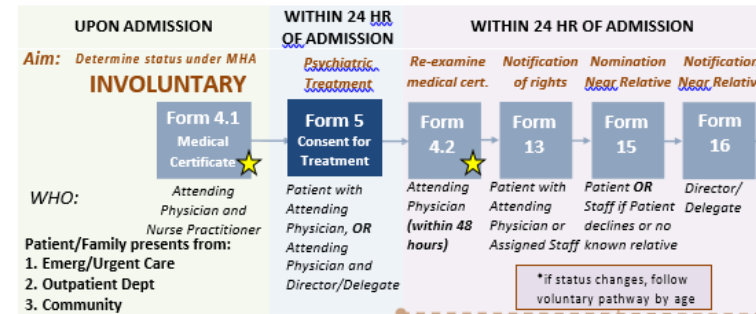 UPON ADMISSION
WITHIN 24 HR
OF ADMISSION
WITHIN 24 HR OF ADMISSION
Aim: Determine status under MHA
INVOLUNTARY
Psychiatric
Treatment
Re-examine
medical cert.
Notification
of rights
Nomination
Near Relative
Notification
Near Relative
Form 4.1
Medical
Certificate
Form 5
Consent for
Treatment
Form
4.2
Form
13
Form
15
Form
16
WHO:
Attending
Physician and
Nurse Practitioner
Patient with
Attending
Physician, OR
Attending
Physician and
Director/Delegate
Attending
Physician
(within 48
hours)
Patient with
Attending
Physician or
Assigned Staff
Patient OR
Staff if Patient
declines or no
known relative
Director/
Delegate
Patient/Family presents from:
1. Emerg/Urgent Care
2. Outpatient Dept
3. Community
*if status changes, follow
voluntary pathway by age